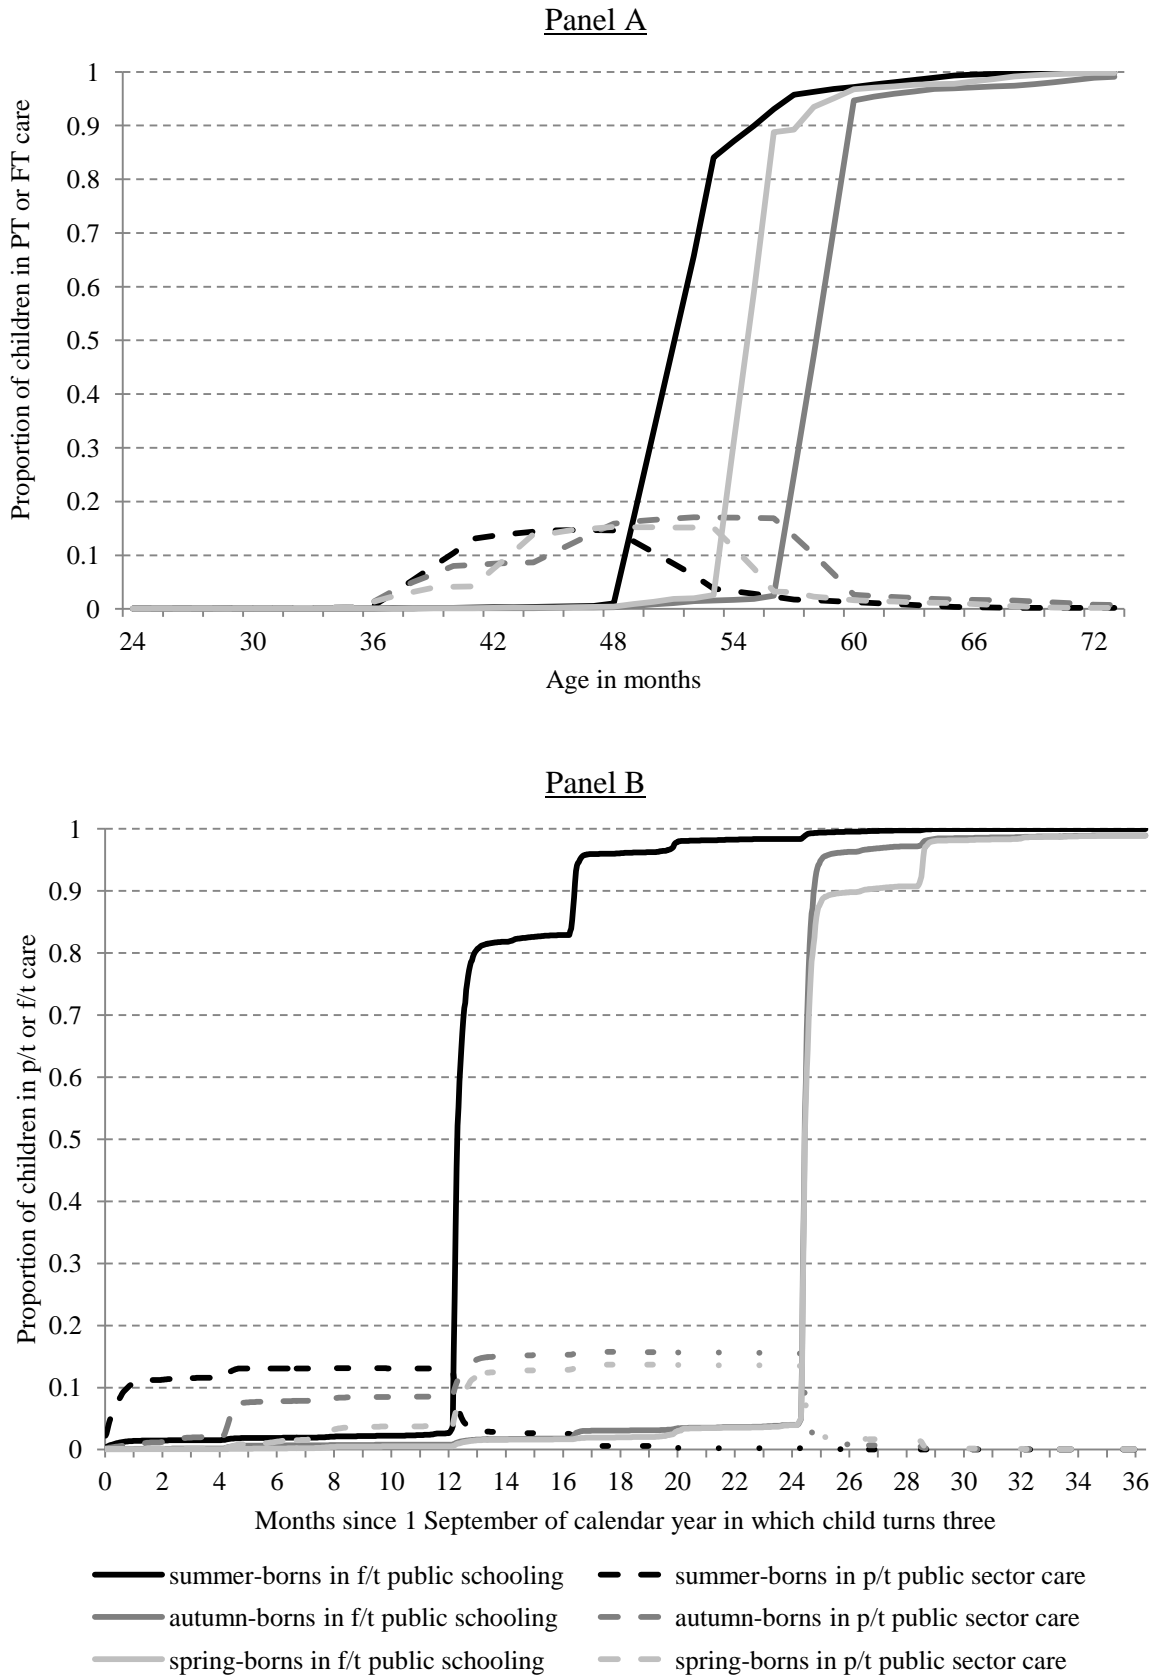 Panel A
Proportion of children in PT or FT care
1
0.9
0.8
0.7
0.6
0.5
0.4
0.3
0.2
0.1
0
24 30 36 42 48 54 60 66 72
Age in months
Panel B
Proportion of children in p/t or f/t care
1
0.9
0.8
0.7
0.6
0.5
0.4
0.3
0.2
0.1
0
0 2 4 6 8 10 12 14 16 18 20 22 24 26 28 30 32 34 36
Months since 1 September of calendar year in which child turns three
summer-borns in f/t public schooling summer-borns in p/t public sector care
autumn-borns in f/t public schooling autumn-borns in p/t public sector care
spring-borns in f/t public schooling spring-borns in p/t public sector care